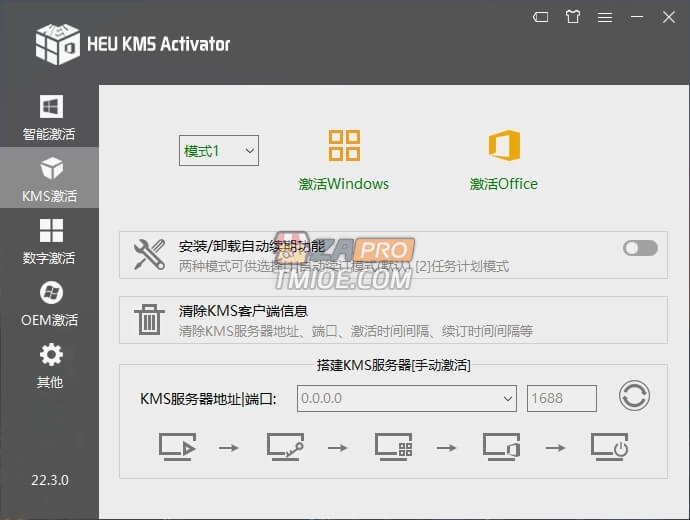 HEU KMS Activator
智能激活
KMS激活
数字激活
OEM激活
其他
22.3.0
模式1
激活Windows
激活Office
安装/卸载自动续期功能
两种模式可供选择 [1]自动续订模式(默认) [2]任务计划模式
ZAPRO
TMIOE.COM
清除KMS客户端信息
清除KMS服务器地址、端口、激活时间间隔、续订时间间隔等
搭建KMS服务器[手动激活]
KMS服务器地址|端口:
0.0.0.0
1688